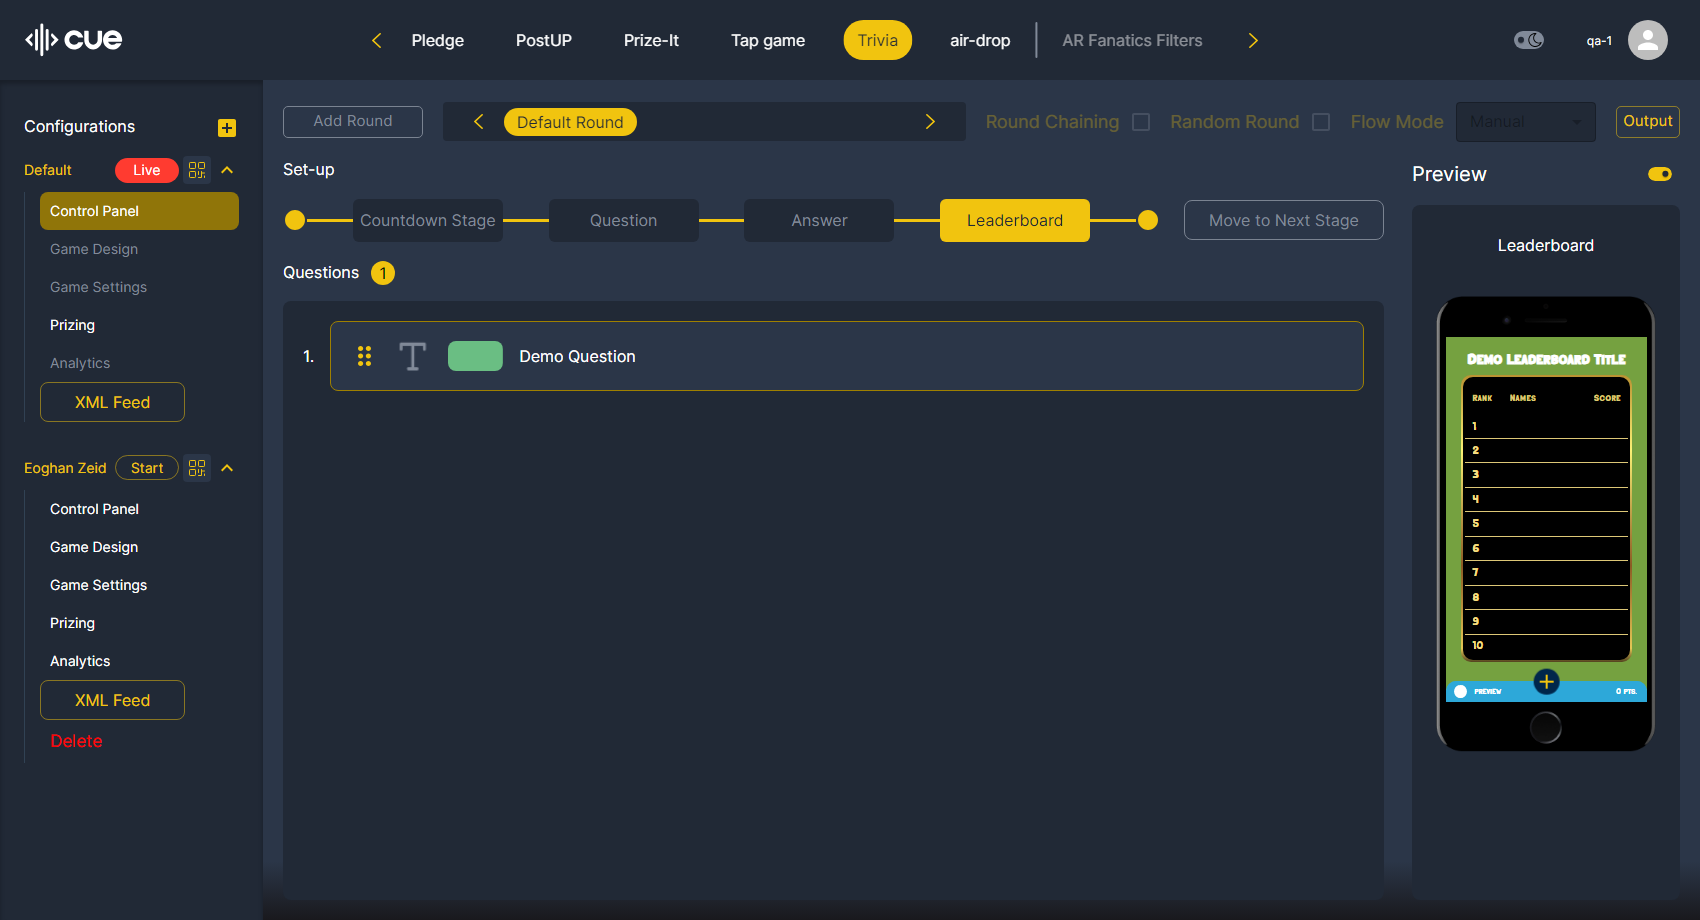 cue
Pledge
PostUP
Prize-It
Tap game
Trivia
air-drop
AR Fanatics Filters
qa-1
Configurations
Default
Live
Control Panel
Game Design
Game Settings
Prizing
Analytics
XML Feed
Eoghan Zeid
Start
Control Panel
Game Design
Game Settings
Prizing
Analytics
XML Feed
Delete
Add Round
Default Round
Round Chaining
Random Round
Flow Mode
Manual
Output
Set-up
Countdown Stage
Question
Answer
Leaderboard
Move to Next Stage
Questions 1
1. Demo Question
Preview
Leaderboard
Demo Leaderboard Title
Rank Names Score
1
2
3
4
5
6
7
8
9
10
PREVIEW
0 PTS.